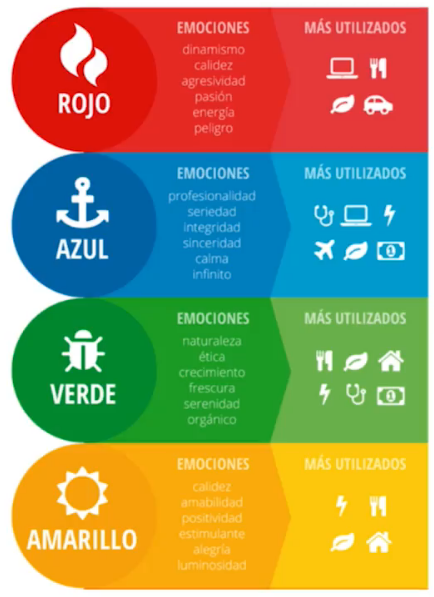 ROJO
EMOCIONES
dinamismo
calidez
agresividad
pasión
energía
peligro
MÁS UTILIZADOS
AZUL
EMOCIONES
profesionalidad
seriedad
integridad
sinceridad
calma
infinito
MÁS UTILIZADOS
VERDE
EMOCIONES
naturaleza
ética
crecimiento
frescura
serenidad
orgánico
MÁS UTILIZADOS
AMARILLO
EMOCIONES
calidez
amabilidad
positividad
estimulante
alegría
luminosidad
MÁS UTILIZADOS